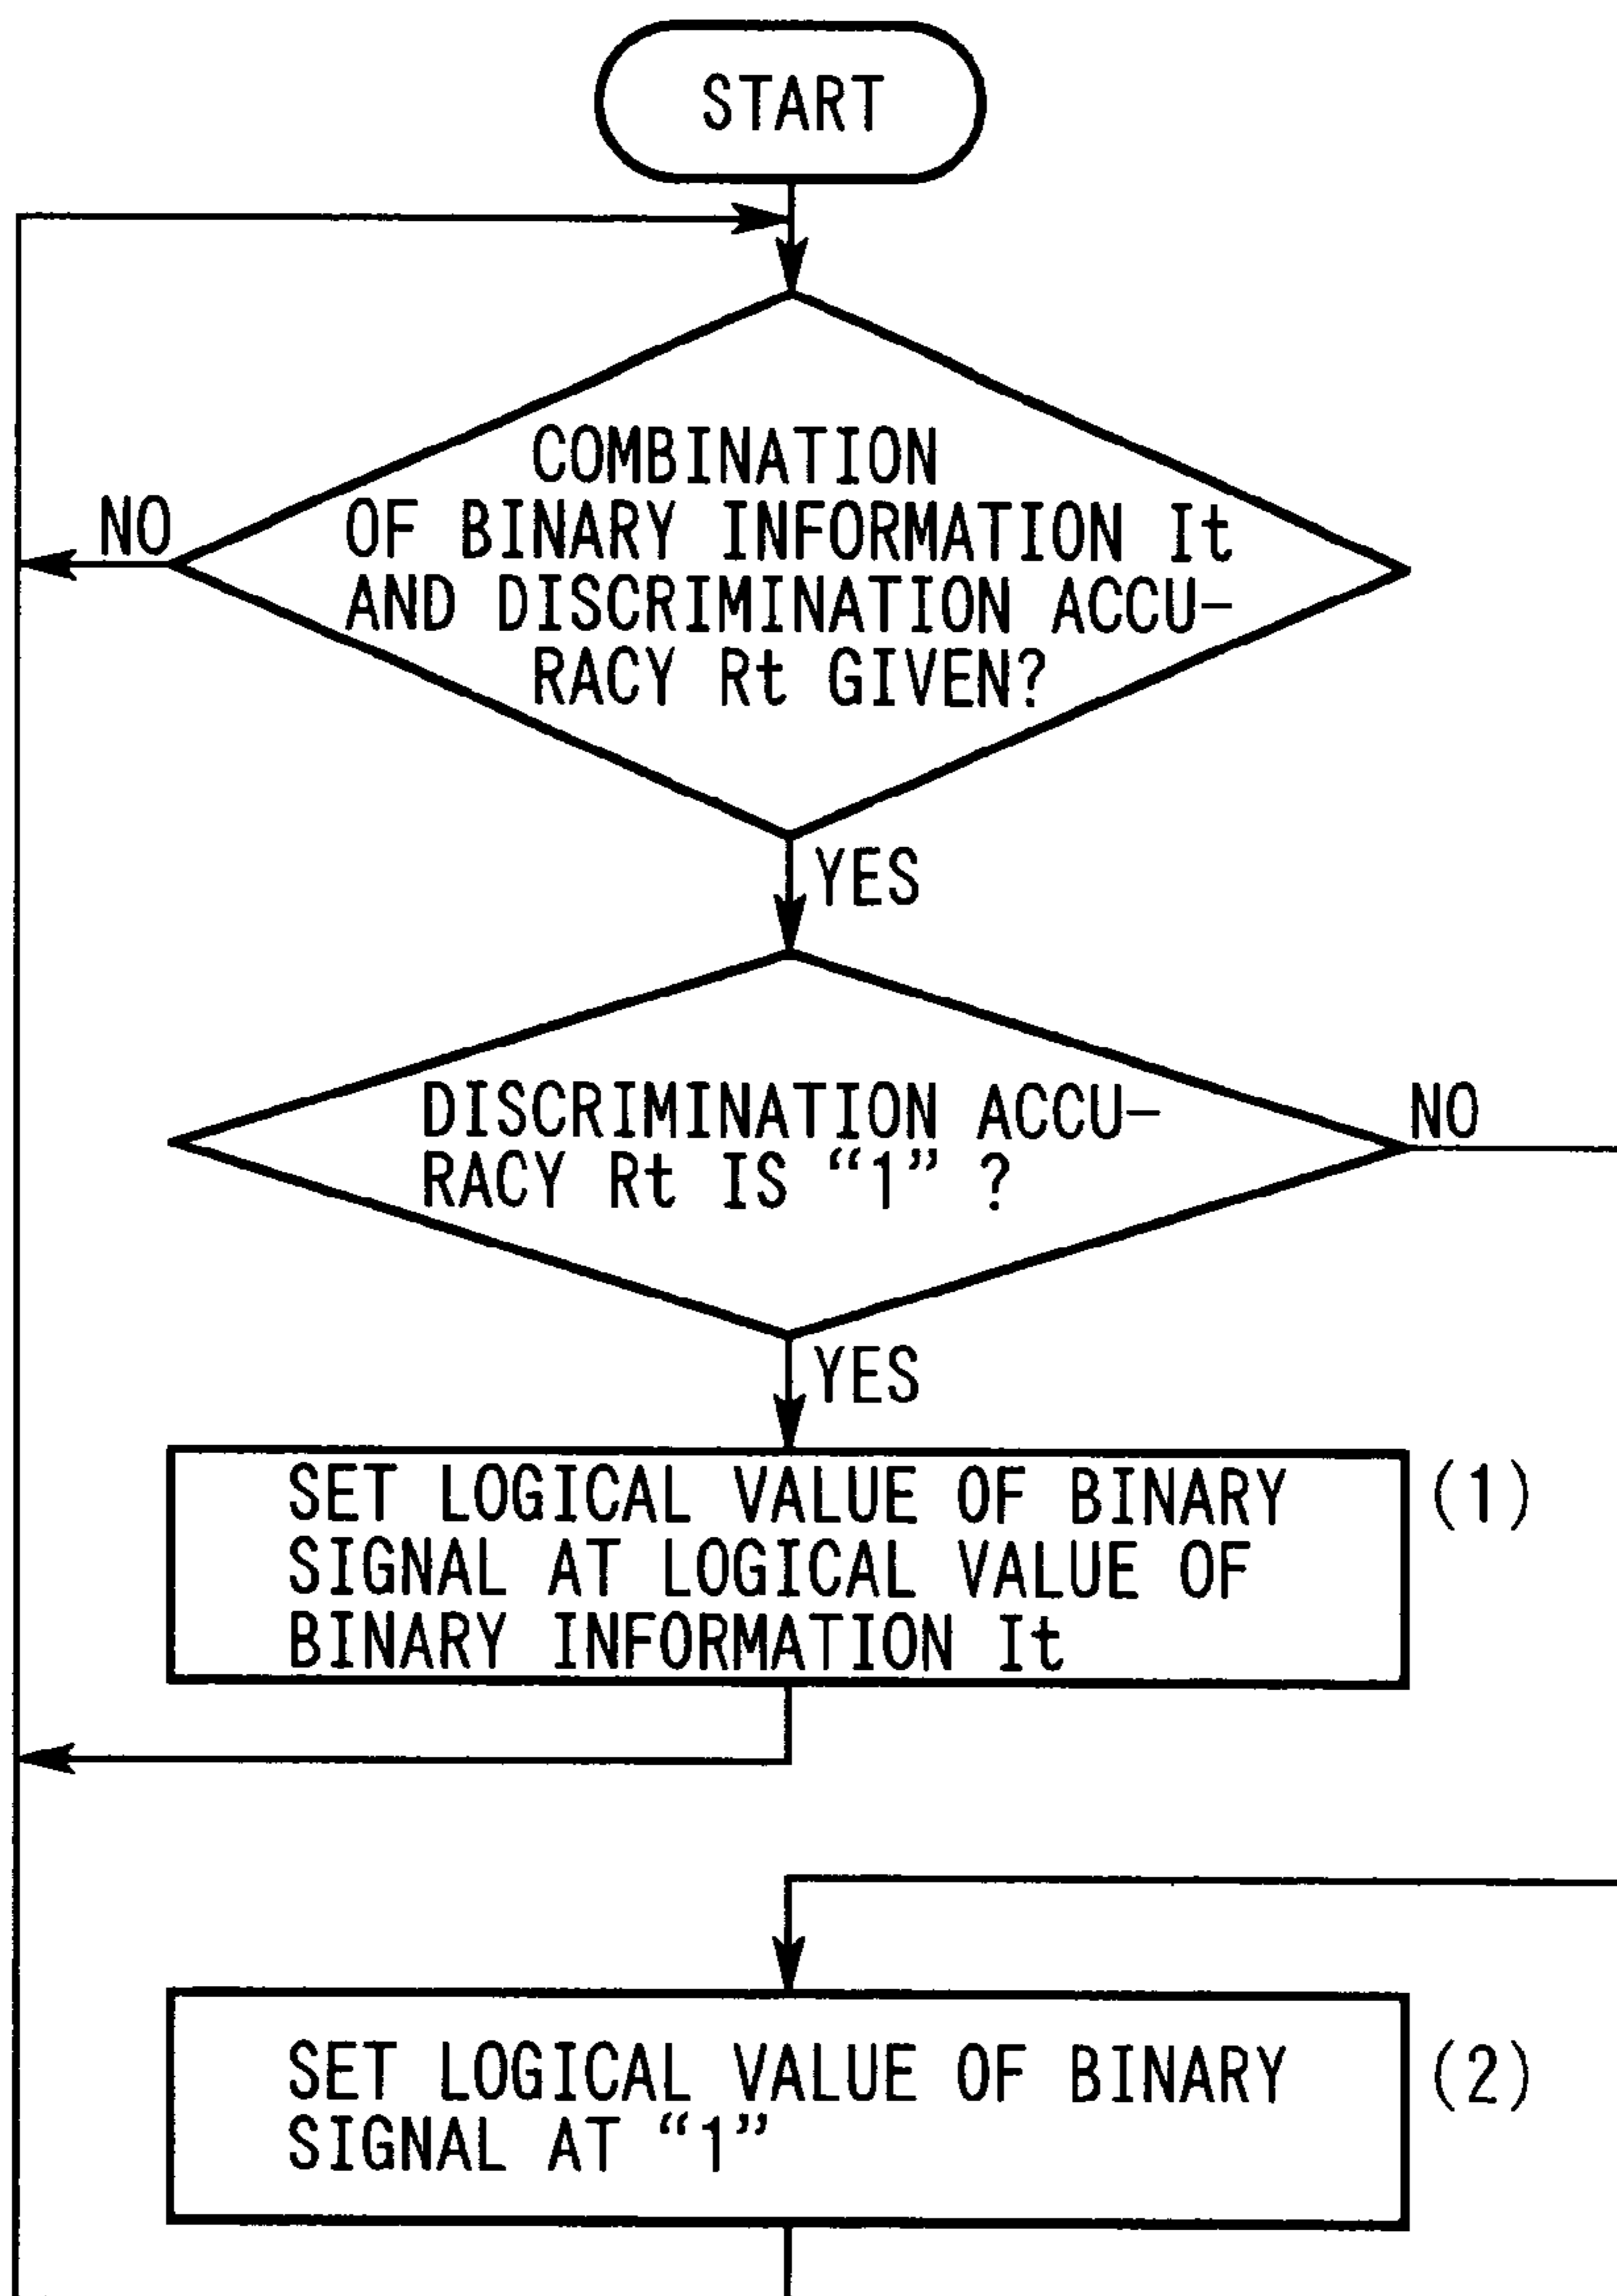 START
COMBINATION
OF BINARY INFORMATION It
AND DISCRIMINATION ACCU-
RACY Rt GIVEN?
NO
YES
DISCRIMINATION ACCU-
RACY Rt IS “1” ?
NO
YES
SET LOGICAL VALUE OF BINARY
SIGNAL AT LOGICAL VALUE OF
BINARY INFORMATION It
(1)
SET LOGICAL VALUE OF BINARY
SIGNAL AT “1”
(2)